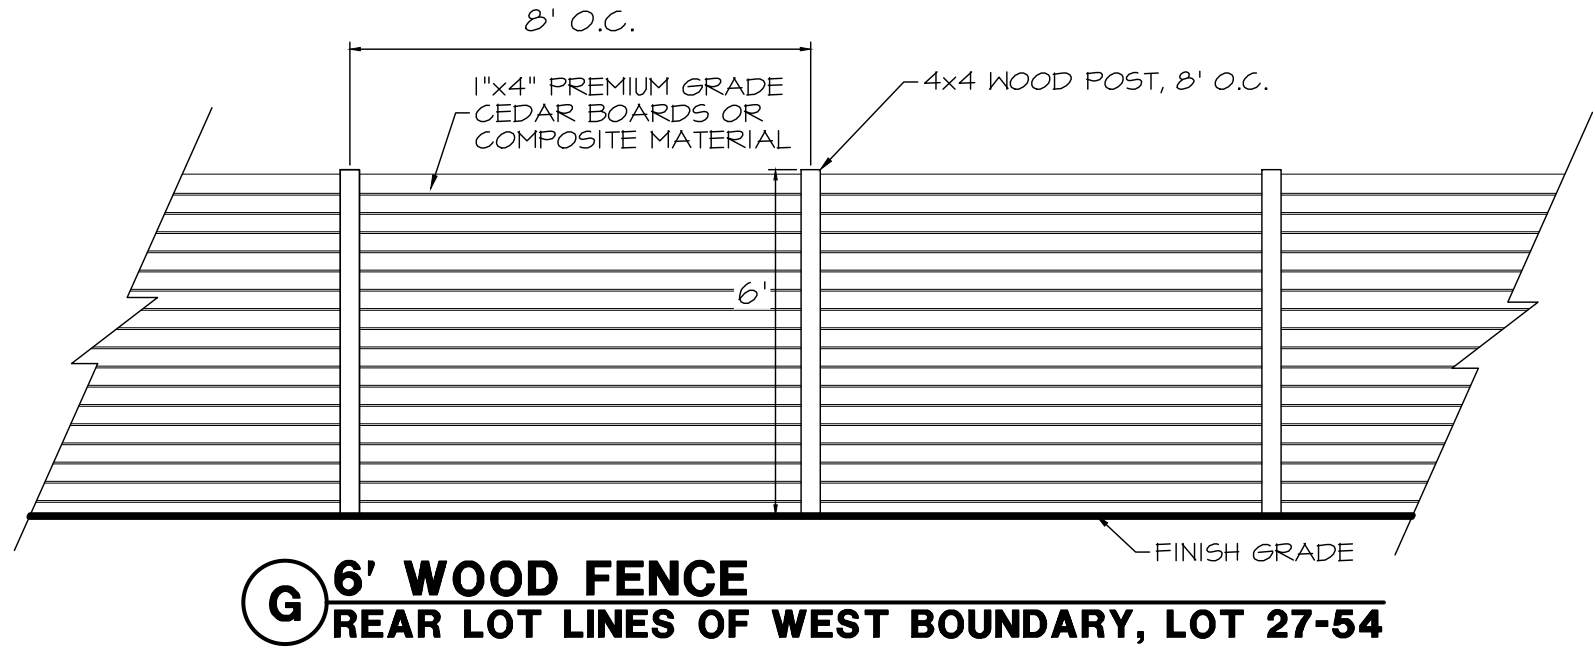 8' O.C.
1"x4" PREMIUM GRADE
CEDAR BOARDS OR
COMPOSITE MATERIAL
4x4 WOOD POST, 8' O.C.
6'
FINISH GRADE
G
6' WOOD FENCE
REAR LOT LINES OF WEST BOUNDARY, LOT 27-54